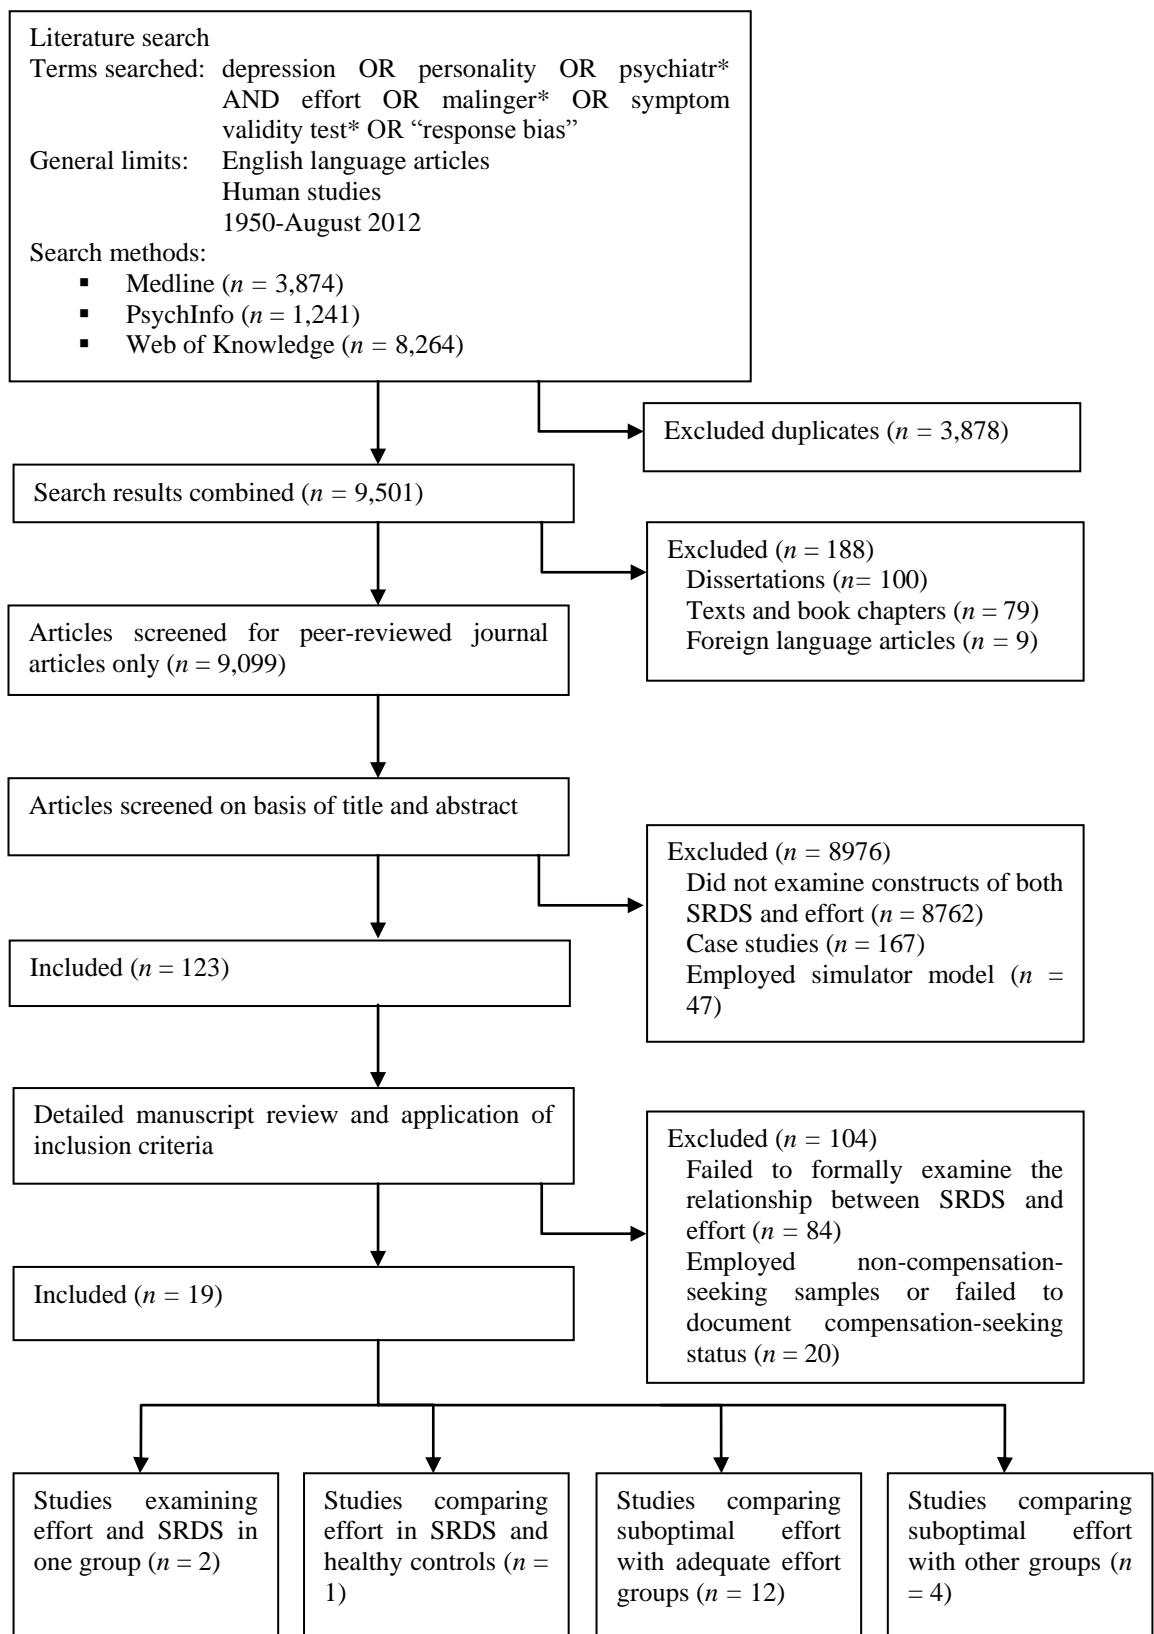 Literature search
Terms searched: depression OR personality OR psychiatr*
AND effort OR malinger* OR symptom
validity test* OR “response bias”
General limits: English language articles
Human studies
1950-August 2012
Search methods:
▪ Medline (n = 3,874)
▪ PsychInfo (n = 1,241)
▪ Web of Knowledge (n = 8,264)
Excluded duplicates (n = 3,878)
Search results combined (n = 9,501)
Excluded (n = 188)
Dissertations (n= 100)
Texts and book chapters (n = 79)
Foreign language articles (n = 9)
Articles screened for peer-reviewed journal
articles only (n = 9,099)
Articles screened on basis of title and abstract
Excluded (n = 8976)
Did not examine constructs of both
SRDS and effort (n = 8762)
Case studies (n = 167)
Employed simulator model (n =
47)
Included (n = 123)
Detailed manuscript review and application of
inclusion criteria
Excluded (n = 104)
Failed to formally examine the
relationship between SRDS and
effort (n = 84)
Employed non-compensation-
seeking samples or failed to
document compensation-seeking
status (n = 20)
Included (n = 19)
Studies examining
effort and SRDS in
one group (n = 2)
Studies comparing
effort in SRDS and
healthy controls (n =
1)
Studies comparing
suboptimal effort
with adequate effort
groups (n = 12)
Studies comparing
suboptimal effort
with other groups (n
= 4)